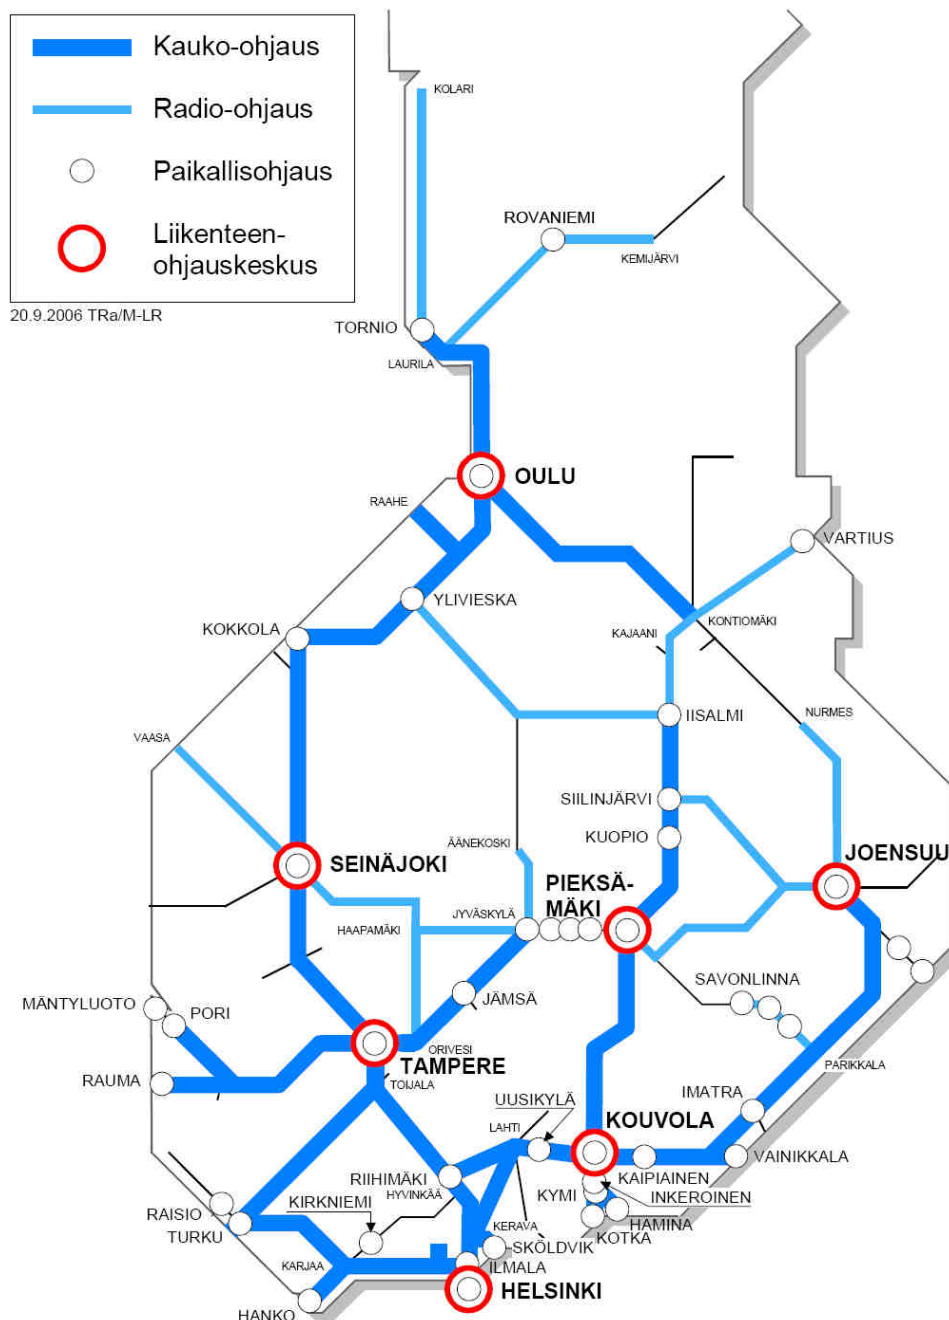 Kauko-ohjaus
Radio-ohjaus
Paikallisohjaus
Liikenteen-
ohjauskeskus
20.9.2006 TRa/M-LR
KOLARI
ROVANIEMI
KEMIJÄRVI
TORNIO
LAURILA
OULU
RAAHE
VARTIUS
YLIVIESKA
KOKKOLA
KAJAANI
KONTIOMÄKI
NURMES
IISALMI
VAASA
SIILINJÄRVI
KUOPIO
ÄÄNEKOSKI
SEINÄJOKI
JOENSUU
PIEKSÄ-
MÄKI
JYVÄSKYLÄ
HAAPAMÄKI
SAVONLINNA
JÄMSÄ
MÄNTYLUOTO
PORI
ORIVESI
TAMPERE
PARIKKALA
RAUMA
TOIJALA
UUSIKYLÄ
IMATRA
LAHTI
KOUVOLA
VAINIKKALA
RIIHIMÄKI
KAIPIAINEN
HYVINKÄÄ
KYMI
INKEROINEN
KIRKNIEMI
RAISIO
HAMINA
TURKU
KERAVA
KOTKA
SKÖLDVIK
KARJAA
ILMALA
HELSINKI
HANKO